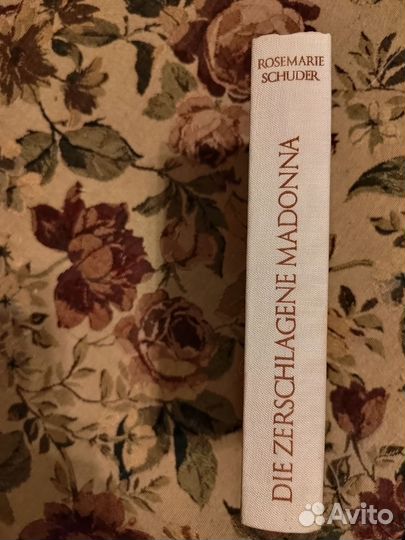 ROSEMARIE
SCHUDER
DIE ZERSCHLAGENE MADONNA
Avito